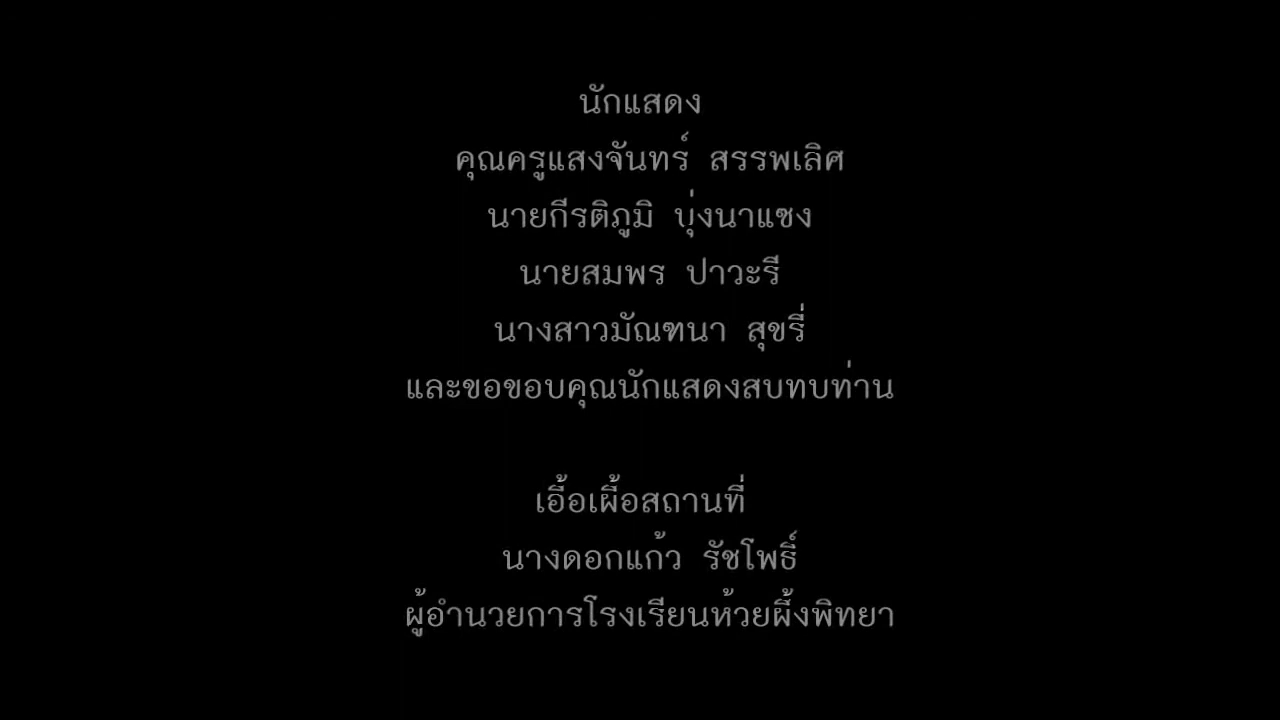 นักแสดง
คุณครูแสงจันทร์ สรรพเลิศ
นายกีรติภูมิ บุ่งนาแซง
นายสมพร ปาวะรี
นางสาวมัณฑนา สุขรี่
และขอขอบคุณนักแสดงสบทบท่าน
เอื้อเผื้อสถานที่
นางดอกแก้ว รัชโพธิ์
ผู้อำนวยการโรงเรียนห้วยผึ้งพิทยา